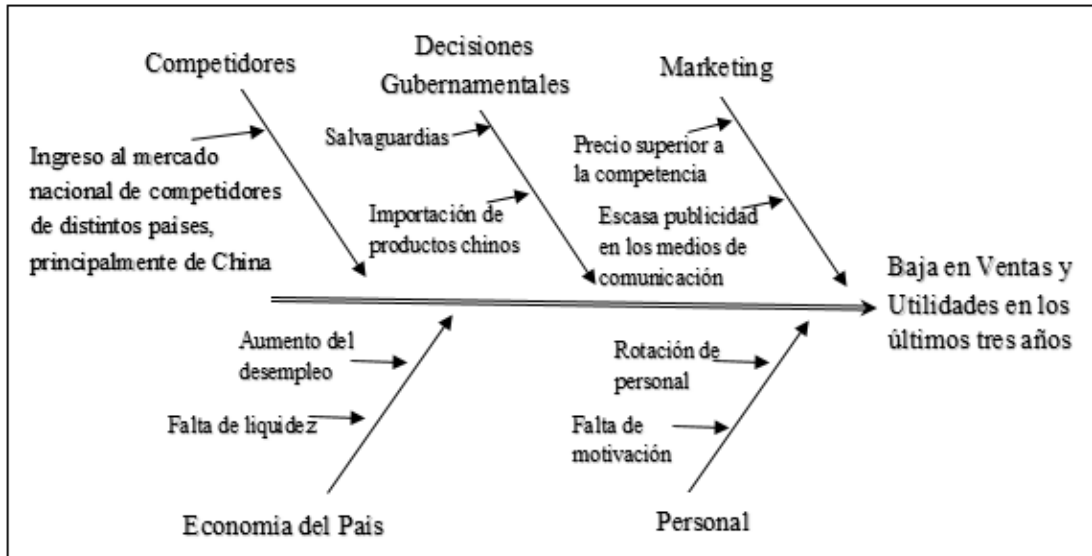 Competidores
Decisiones
Gubernamentales
Marketing
Ingreso al mercado
nacional de competidores
de distintos países,
principalmente de China
Salvaguardias
Importación de
productos chinos
Precio superior a
la competencia
Escasa publicidad
en los medios de
comunicación
Baja en Ventas y
Utilidades en los
últimos tres años
Aumento del
desempleo
Falta de liquidez
Economia del Pais
Rotación de
personal
Falta de
motivación
Personal